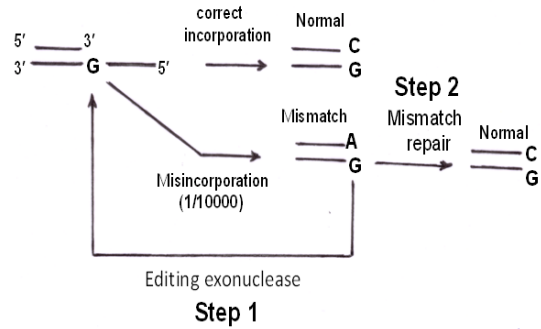 correct
incorporation
Normal
5′ 3′
C
3′ G 5′
G
Step 2
Mismatch
Mismatch
repair
Normal
A
G
C
G
Misincorporation
(1/10000)
Editing exonuclease
Step 1